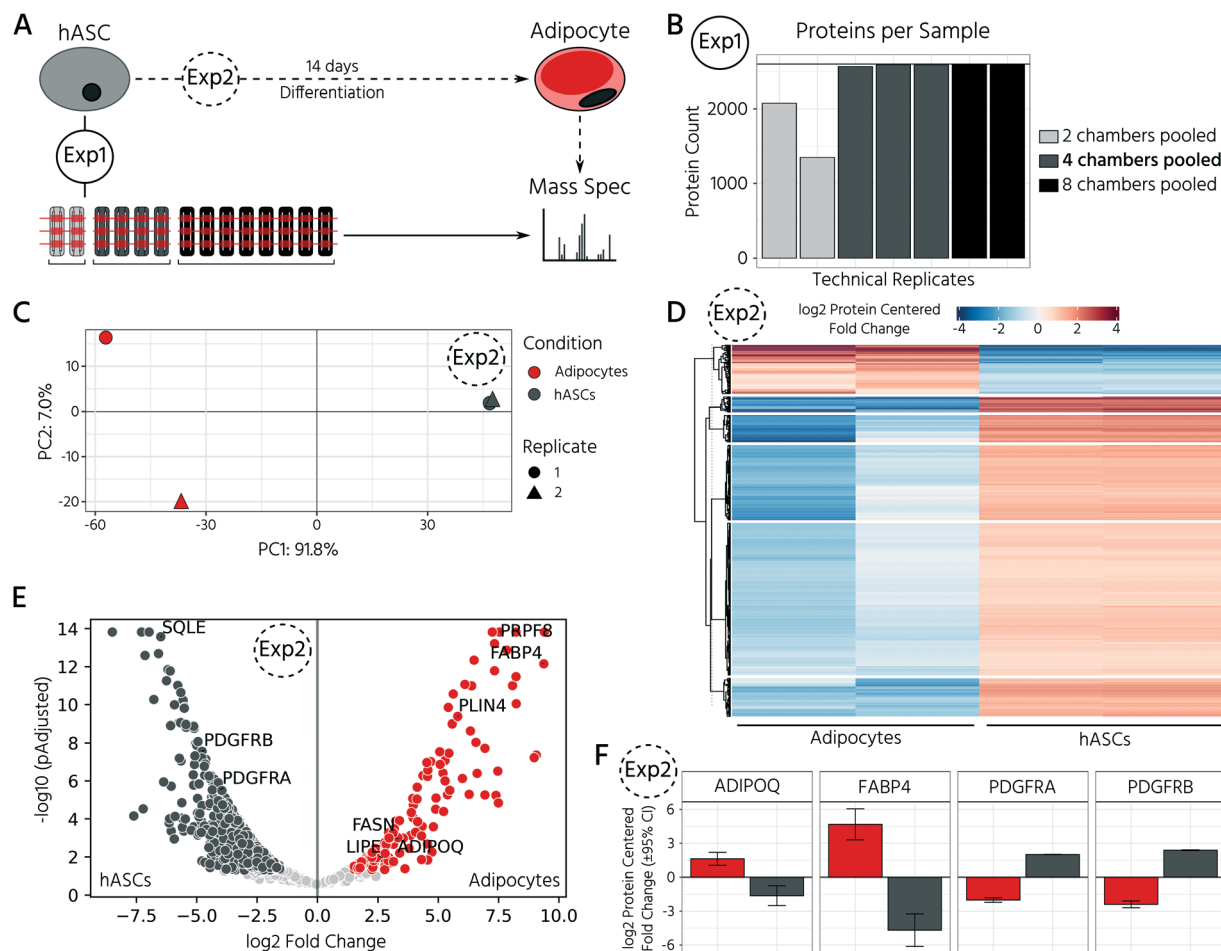 A
hASC
Exp2
14 days
Differentiation
Adipocyte
Exp1
Mass Spec
B
Exp1
Proteins per Sample
Protein Count
2000
1000
0
Technical Replicates
2 chambers pooled
4 chambers pooled
8 chambers pooled
C
Exp2
PC2: 7.0%
10
0
-10
-20
-60
-30
0
30
PC1: 91.8%
Condition
Adipocytes
hASCs
Replicate
1
2
D
Exp2
log2 Protein Centered
Fold Change
-4
-2
0
2
4
Adipocytes
hASCs
E
Exp2
-log10 (pAdjusted)
14
12
10
8
6
4
2
0
SQLE
PRPF8
FABP4
PLIN4
PDGFRB
PDGFRA
FASN
LIPE
ADIPOQ
hASCs
Adipocytes
-7.5
-5.0
-2.5
0.0
2.5
5.0
7.5
10.0
log2 Fold Change
F
Exp2
ADIPOQ
FABP4
PDGFRA
PDGFRB
log2 Protein Centered
Fold Change (±95% CI)
6
3
0
-3
-6